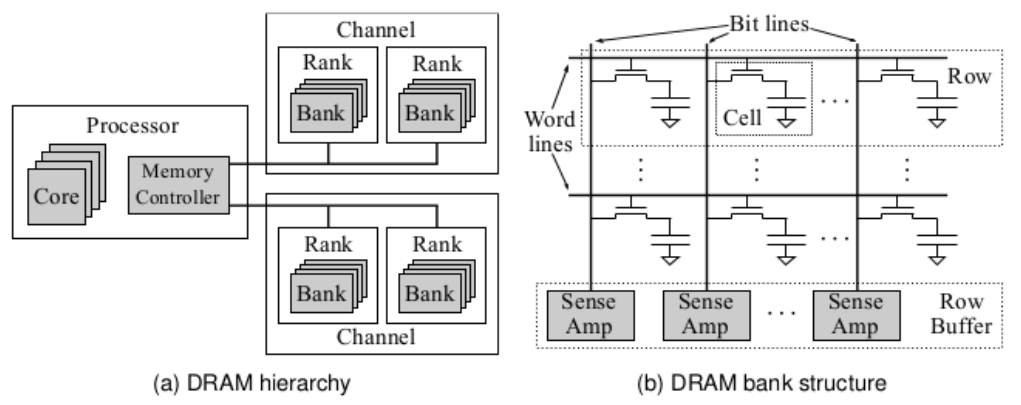 Channel
Rank
Rank
Bank
Bank
Processor
Core
Memory
Controller
Rank
Rank
Bank
Bank
Channel
(a) DRAM hierarchy
Bit lines
Row
Cell
Word
lines
Sense
Amp
Sense
Amp
Sense
Amp
Row
Buffer
(b) DRAM bank structure